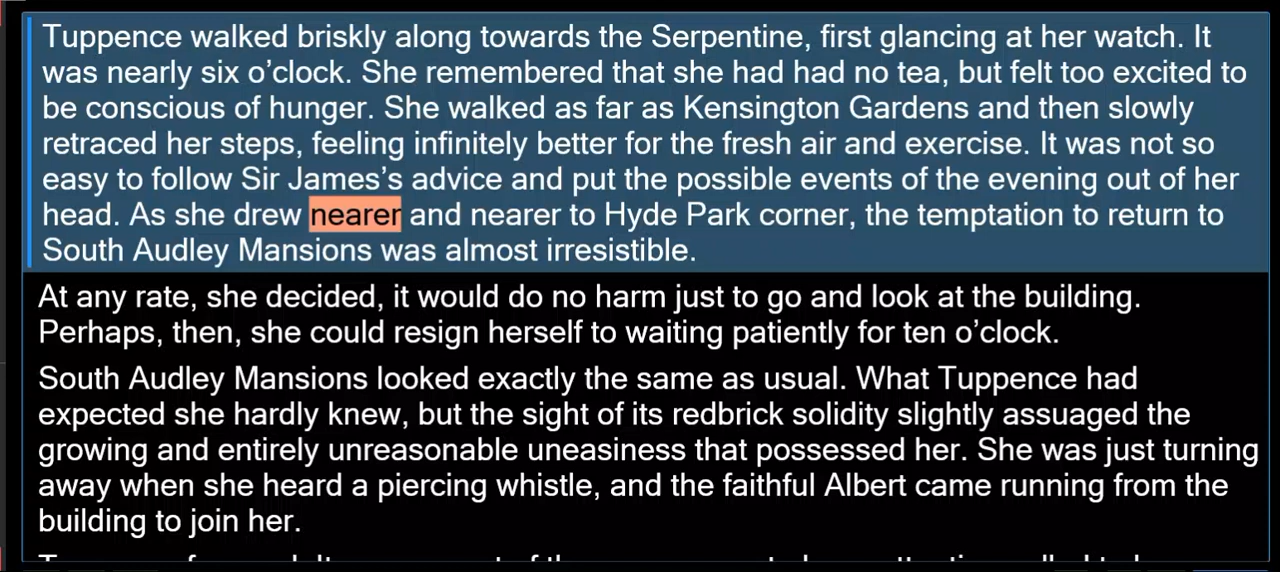 Tuppence walked briskly along towards the Serpentine, first glancing at her watch. It
was nearly six o’clock. She remembered that she had had no tea, but felt too excited to
be conscious of hunger. She walked as far as Kensington Gardens and then slowly
retraced her steps, feeling infinitely better for the fresh air and exercise. It was not so
easy to follow Sir James’s advice and put the possible events of the evening out of her
head. As she drew nearer and nearer to Hyde Park corner, the temptation to return to
South Audley Mansions was almost irresistible.
At any rate, she decided, it would do no harm just to go and look at the building.
Perhaps, then, she could resign herself to waiting patiently for ten o’clock.
South Audley Mansions looked exactly the same as usual. What Tuppence had
expected she hardly knew, but the sight of its redbrick solidity slightly assuaged the
growing and entirely unreasonable uneasiness that possessed her. She was just turning
away when she heard a piercing whistle, and the faithful Albert came running from the
building to join her.